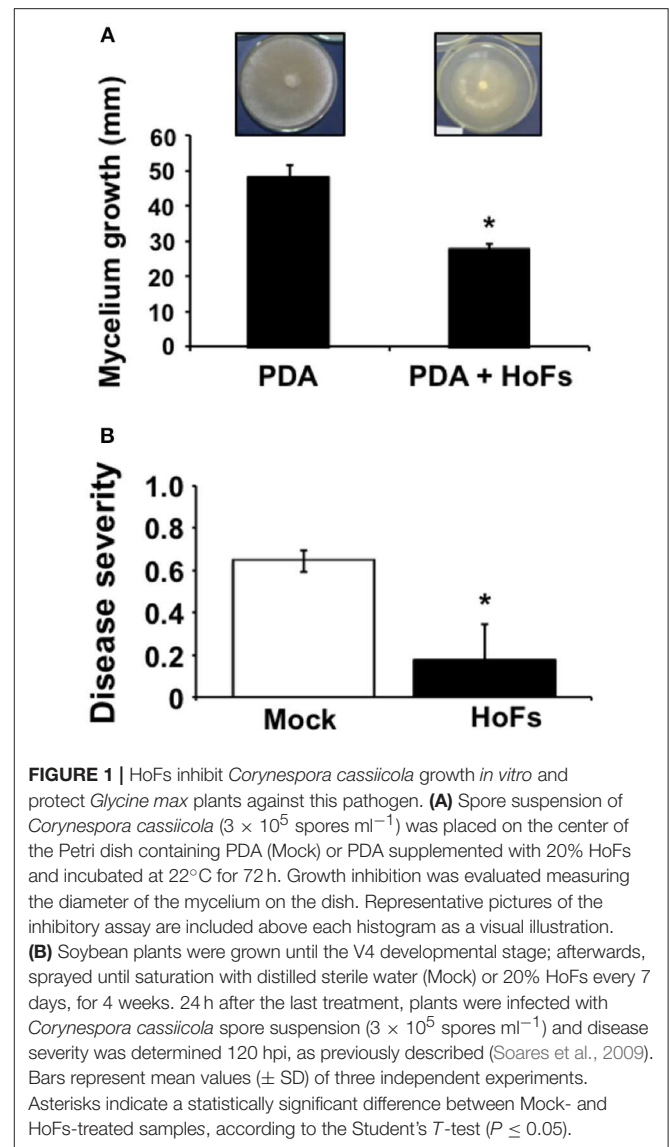 A
Mycelium growth (mm)
60
50
40
30
20
10
0
*
PDA
PDA + HoFs
B
Disease severity
1.0
0.8
0.6
0.4
0.2
0
*
Mock
HoFs
FIGURE 1 | HoFs inhibit Corynespora cassiicola growth in vitro and
protect Glycine max plants against this pathogen. (A) Spore suspension of
Corynespora cassiicola (3 × 10⁵ spores ml⁻¹) was placed on the center of
the Petri dish containing PDA (Mock) or PDA supplemented with 20% HoFs
and incubated at 22°C for 72 h. Growth inhibition was evaluated measuring
the diameter of the mycelium on the dish. Representative pictures of the
inhibitory assay are included above each histogram as a visual illustration.
(B) Soybean plants were grown until the V4 developmental stage; afterwards,
sprayed until saturation with distilled sterile water (Mock) or 20% HoFs every 7
days, for 4 weeks. 24 h after the last treatment, plants were infected with
Corynespora cassiicola spore suspension (3 × 10⁵ spores ml⁻¹) and disease
severity was determined 120 hpi, as previously described (Soares et al., 2009).
Bars represent mean values (± SD) of three independent experiments.
Asterisks indicate a statistically significant difference between Mock- and
HoFs-treated samples, according to the Student's T-test (P ≤ 0.05).